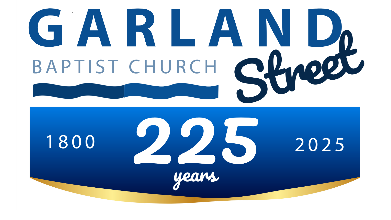 GARLAND
BAPTIST CHURCH Street
1800 225 2025
years